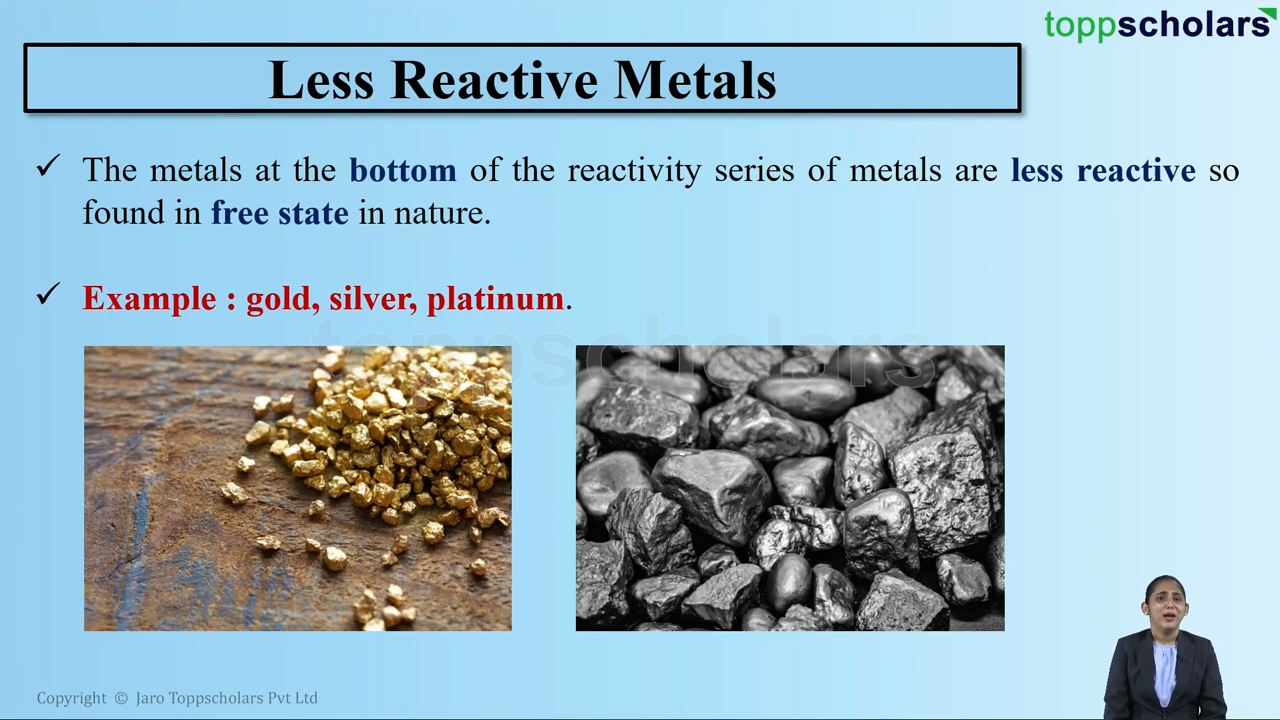 toppscholars
Less Reactive Metals
✓ The metals at the bottom of the reactivity series of metals are less reactive so
found in free state in nature.
✓ Example : gold, silver, platinum.
toppscholars
Copyright © Jaro Toppscholars Pvt Ltd